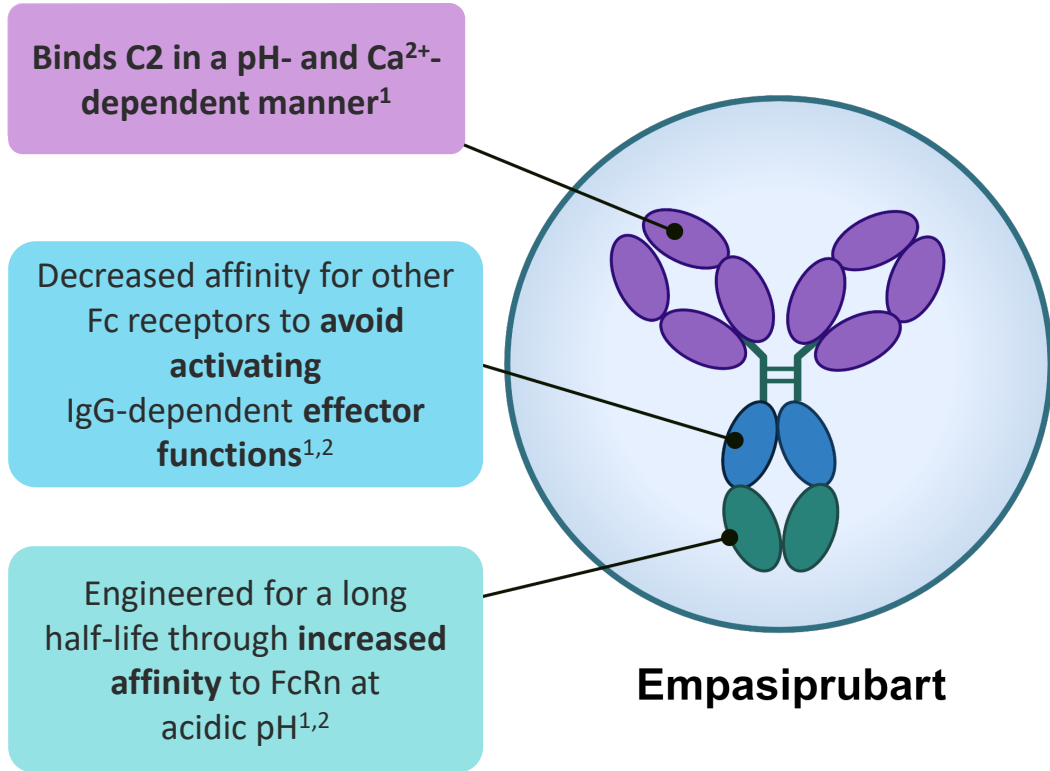 Binds C2 in a pH- and Ca²⁺-
dependent manner¹
Decreased affinity for other
Fc receptors to avoid
activating
IgG-dependent effector
functions¹,²
Engineered for a long
half-life through increased
affinity to FcRn at
acidic pH¹,²
Empasiprubart